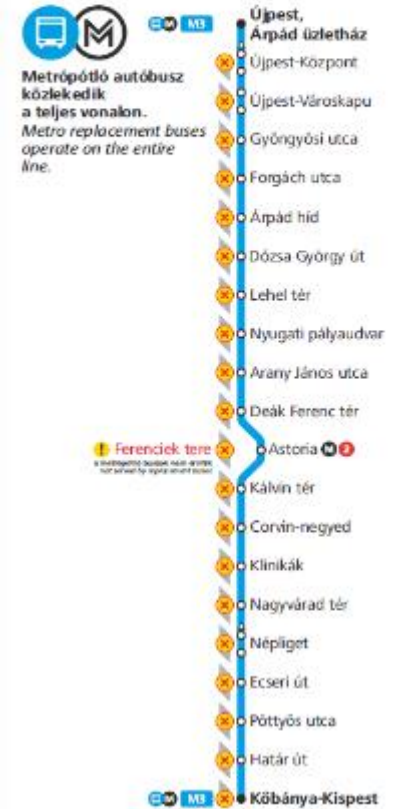 M M3
Újpest,
Árpád üzletház
M
Metrópótló autóbusz
közlekedik
a teljes vonalon.
Metro replacement buses
operate on the entire
line.
Újpest-Központ
Újpest-Városkapu
Gyöngyösi utca
Forgách utca
Árpád híd
Dózsa György út
Lehel tér
Nyugati pályaudvar
Arany János utca
Deák Ferenc tér
! Ferenciek tere
Astoria M 2
Kálvin tér
Corvin-negyed
Klinikák
Nagyvárad tér
Népliget
Ecseri út
Pöttyös utca
Határ út
M M3 Kőbánya-Kispest